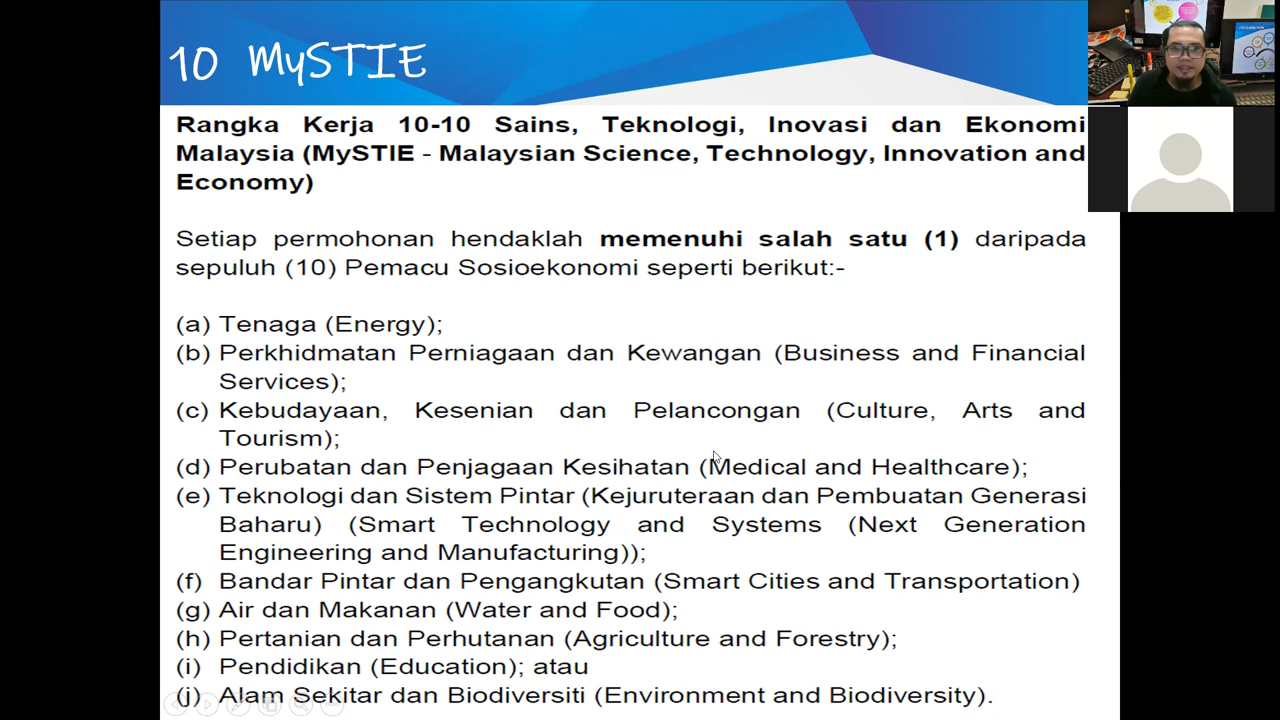 10 MySTIE
Rangka Kerja 10-10 Sains, Teknologi, Inovasi dan Ekonomi
Malaysia (MySTIE - Malaysian Science, Technology, Innovation and
Economy)
Setiap permohonan hendaklah memenuhi salah satu (1) daripada
sepuluh (10) Pemacu Sosioekonomi seperti berikut:-
(a) Tenaga (Energy);
(b) Perkhidmatan Perniagaan dan Kewangan (Business and Financial
Services);
(c) Kebudayaan, Kesenian dan Pelancongan (Culture, Arts and
Tourism);
(d) Perubatan dan Penjagaan Kesihatan (Medical and Healthcare);
(e) Teknologi dan Sistem Pintar (Kejuruteraan dan Pembuatan Generasi
Baharu) (Smart Technology and Systems (Next Generation
Engineering and Manufacturing));
(f) Bandar Pintar dan Pengangkutan (Smart Cities and Transportation)
(g) Air dan Makanan (Water and Food);
(h) Pertanian dan Perhutanan (Agriculture and Forestry);
(i) Pendidikan (Education); atau
(j) Alam Sekitar dan Biodiversiti (Environment and Biodiversity).